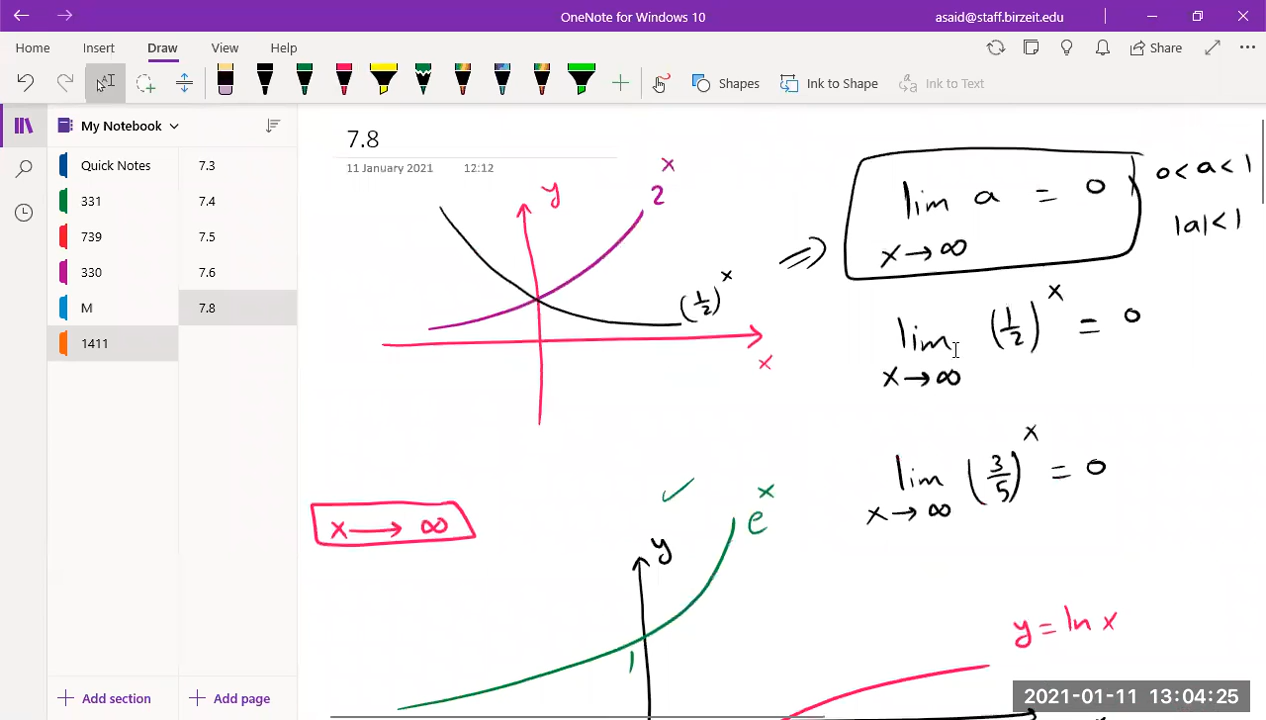 OneNote for Windows 10
asaid@staff.birzeit.edu
Home Insert Draw View Help
Share
Shapes Ink to Shape Ink to Text
My Notebook
Quick Notes
331
739
330
M
1411
7.3
7.4
7.5
7.6
7.8
Add section
Add page
7.8
11 January 2021 12:12
y
2^x
(1/2)^x
x
⇒ lim a = 0
x→∞
0<a<1
|a|<1
lim (1/2)^x = 0
x→∞
lim (3/5)^x = 0
x→∞
x → ∞
✓
e^x
y
1
y = ln x
2021-01-11 13:04:25